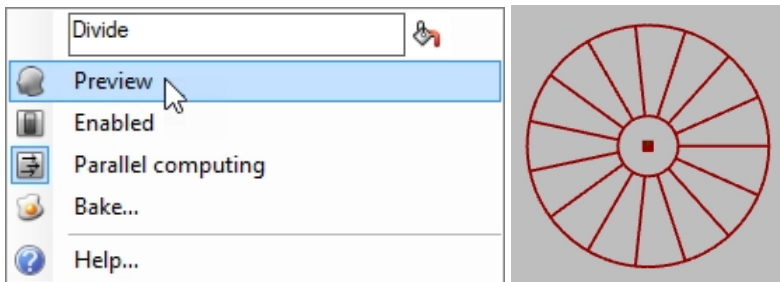 Divide
Preview
Enabled
Parallel computing
Bake...
Help...